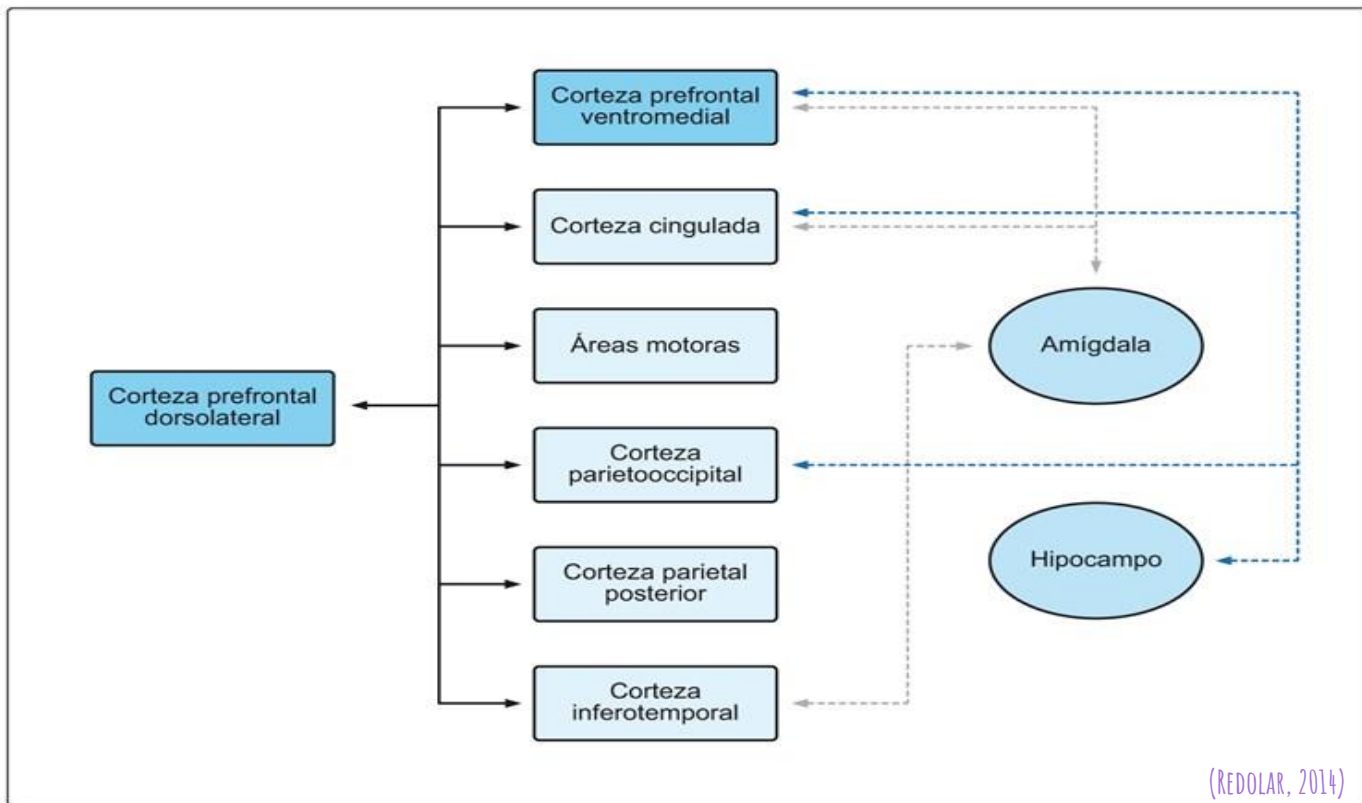 Corteza prefrontal
ventromedial
Corteza cingulada
Áreas motoras
Amígdala
Corteza prefrontal
dorsolateral
Corteza
parietooccipital
Hipocampo
Corteza parietal
posterior
Corteza
inferotemporal
(REDOLAR, 2014)